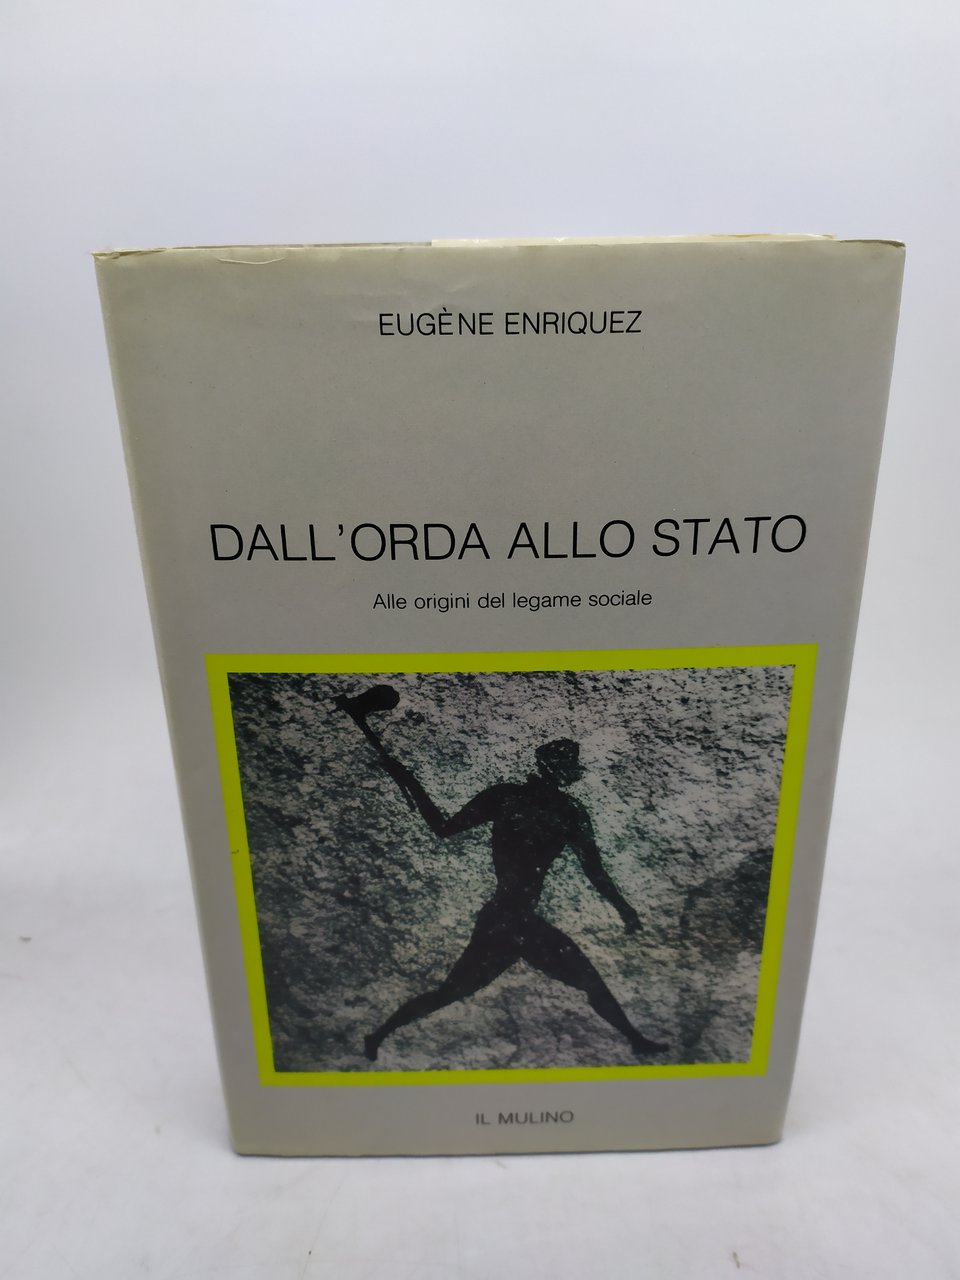 EUGÈNE ENRIQUEZ
DALL'ORDA ALLO STATO
Alle origini del legame sociale
IL MULINO